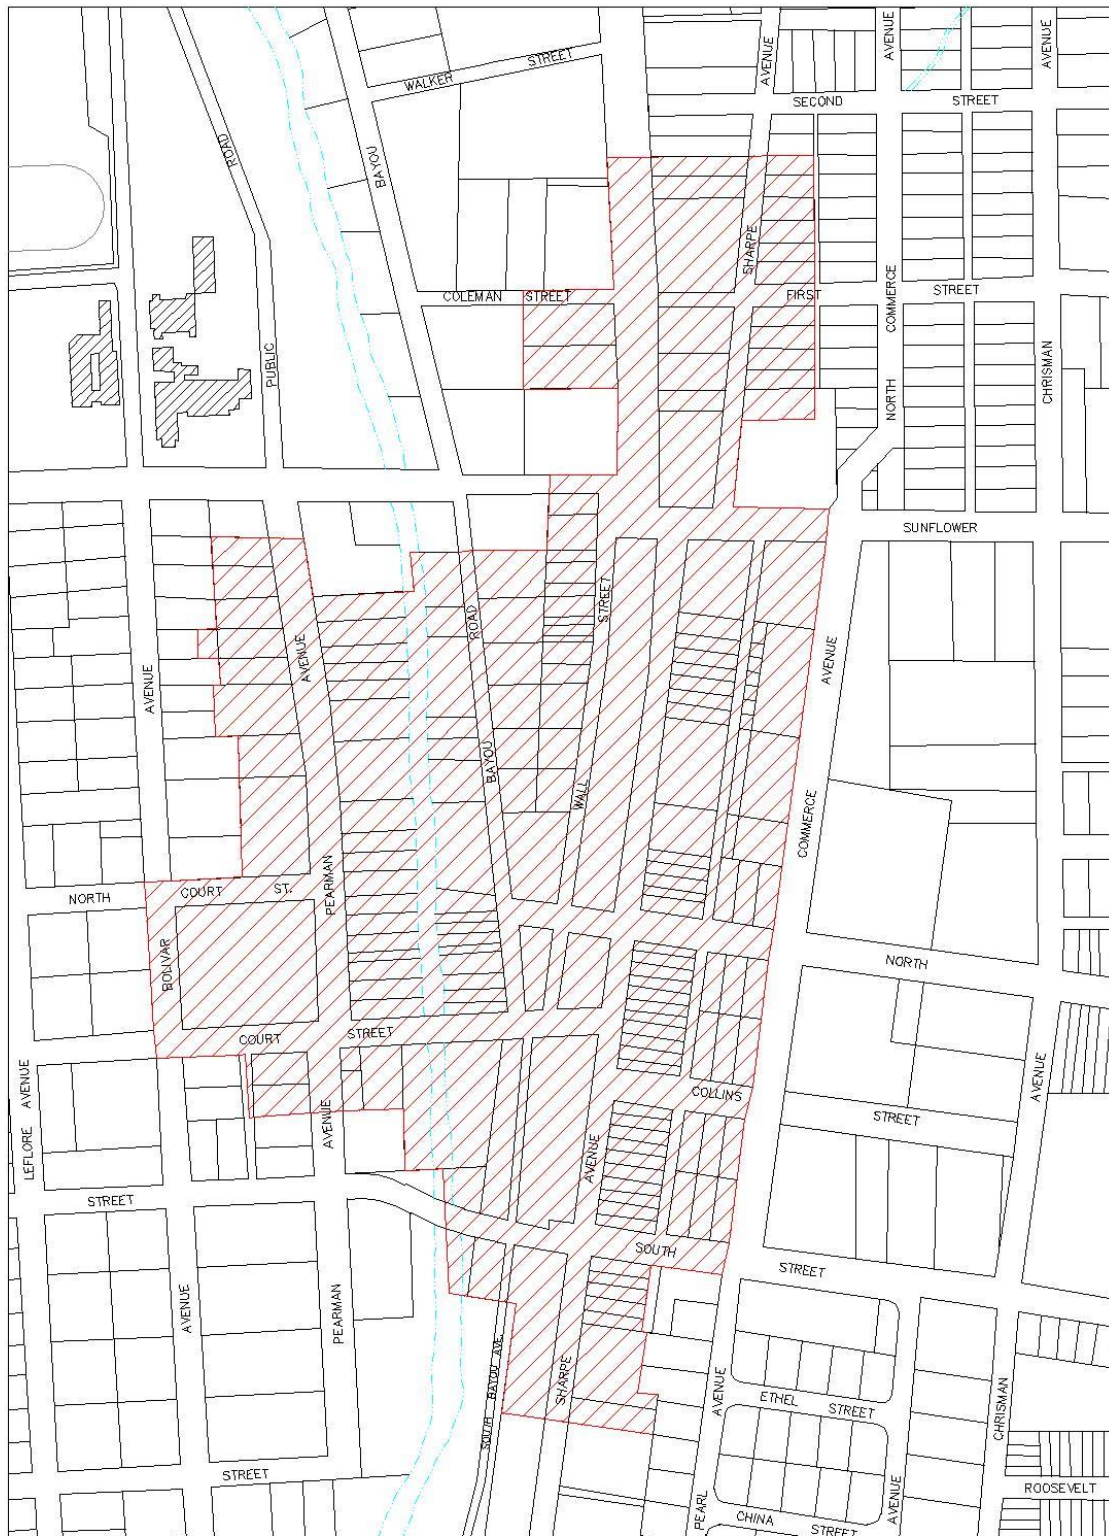 AVENUE
AVENUE
AVENUE
WALKER STREET
SECOND STREET
ROAD
BAYOU
SHARPE
COLEMAN STREET
FIRST STREET
COMMERCE
PUBLIC
CHRISMAN
NORTH
SUNFLOWER
STREET
ROAD
AVENUE
AVENUE
AVENUE
BAYOU
WALL
COMMERCE
NORTH COURT ST.
PEARMAN
BOLIVAR
NORTH
COURT STREET
COLLINS
STREET
AVENUE
LEFLORE AVENUE
AVENUE
AVENUE
STREET
SOUTH
STREET
AVENUE
PEARMAN
SOUTH BAYOU AVE.
SHARPE
AVENUE
ETHEL STREET
CHRISMAN
STREET
AVENUE
ROOSEVELT
PEARL
CHINA STREET